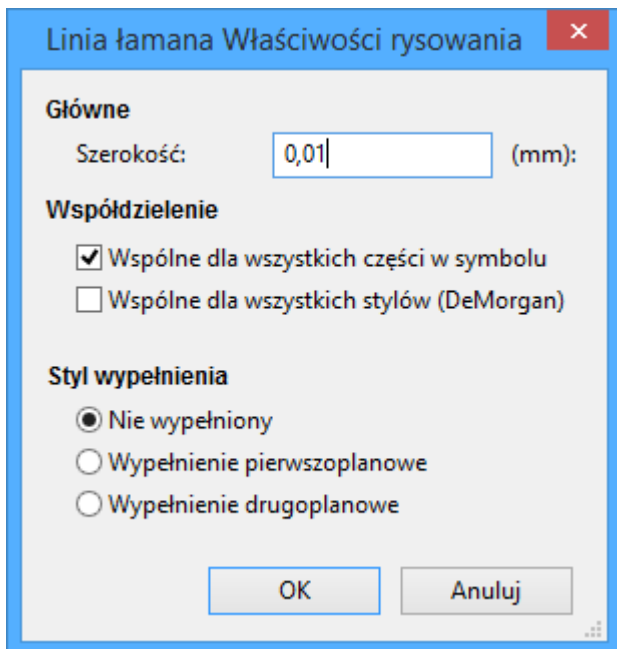 Linia łamana Właściwości rysowania
Główne
Szerokość: 0,01 (mm):
Współdzielenie
Wspólne dla wszystkich części w symbolu
Wspólne dla wszystkich stylów (DeMorgan)
Styl wypełnienia
Nie wypełniony
Wypełnienie pierwszoplanowe
Wypełnienie drugoplanowe
OK Anuluj